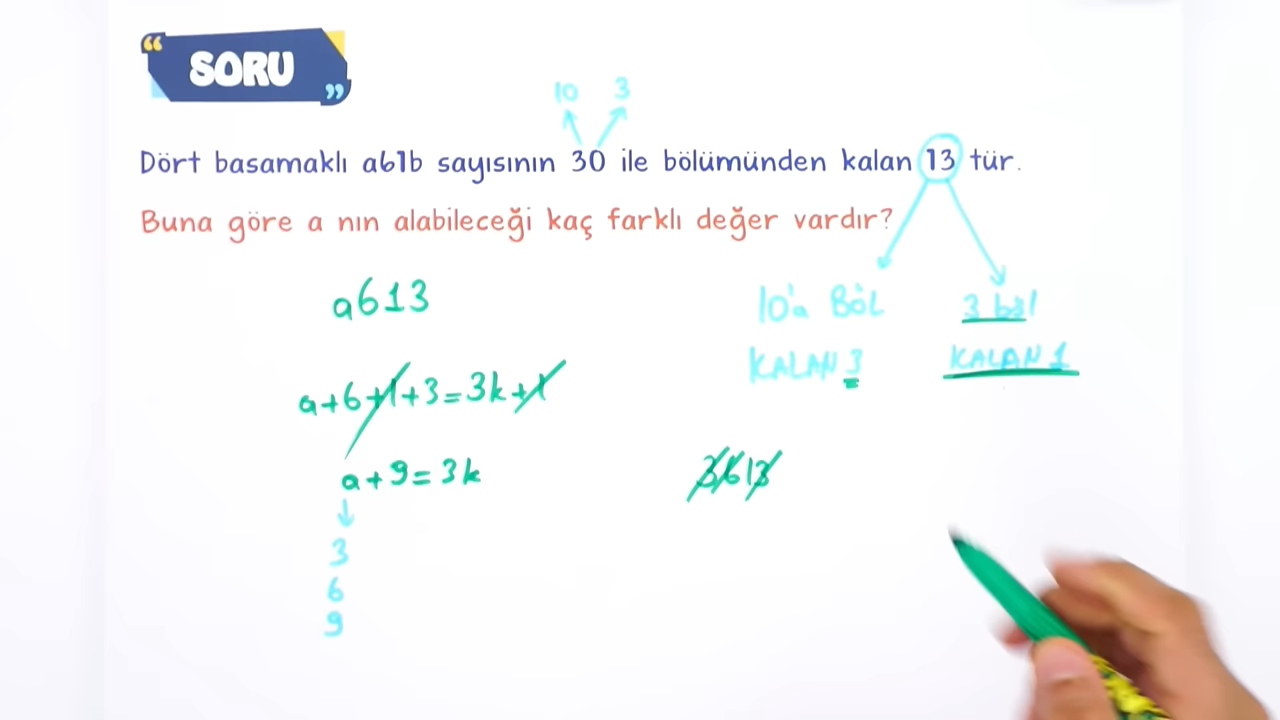 SORU
10 3
Dört basamaklı a61b sayısının 30 ile bölümünden kalan 13 tür.
Buna göre a nın alabileceği kaç farklı değer vardır?
a613
10'a BÖL 3 böl
KALAN 3 KALAN 1
a+6+1+3=3k+1
a+9=3k
3613
3
6
9